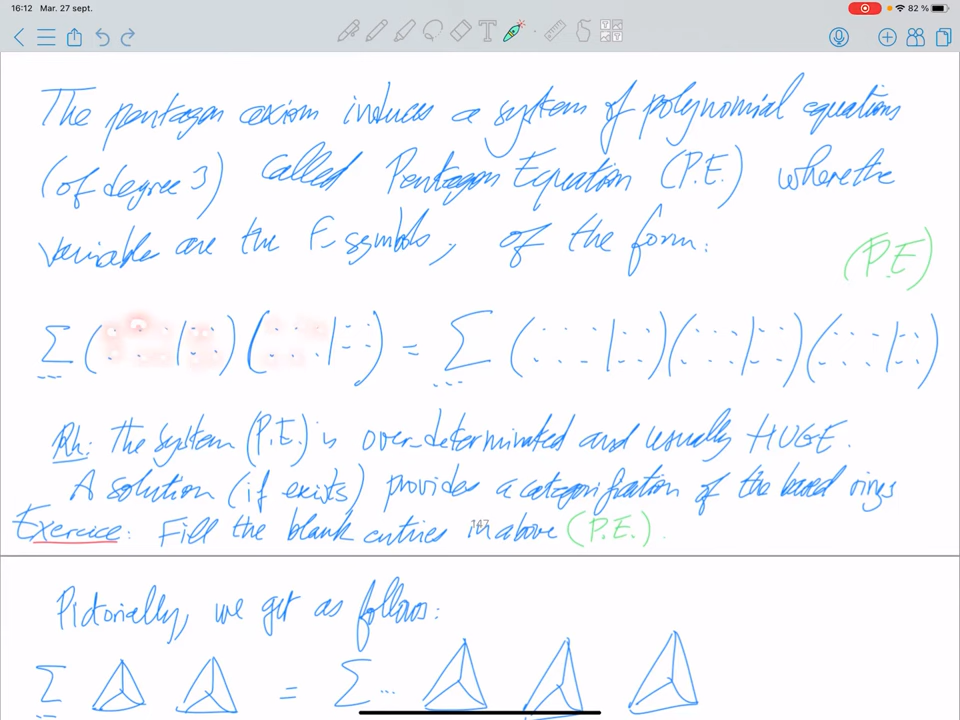 16:12 Mar. 27 sept. 82 %
The pentagon axiom induces a system of polynomial equations
(of degree 3) called Pentagon Equation (P.E.) where the
variable are the F-symbols, of the form:
(P.E)
∑ (... ... | : :) (... ... | : :) = ∑ (... ... | : :) (... ... | : :) (... ... | : :)
Rk: The system (P.E.) is over-determinated and usually HUGE.
A solution (if exists) provides a categorification of the based rings
Exercice: Fill the blank entries in above (P.E.)
147
Pictorially, we get as follows:
∑ = ∑ ...